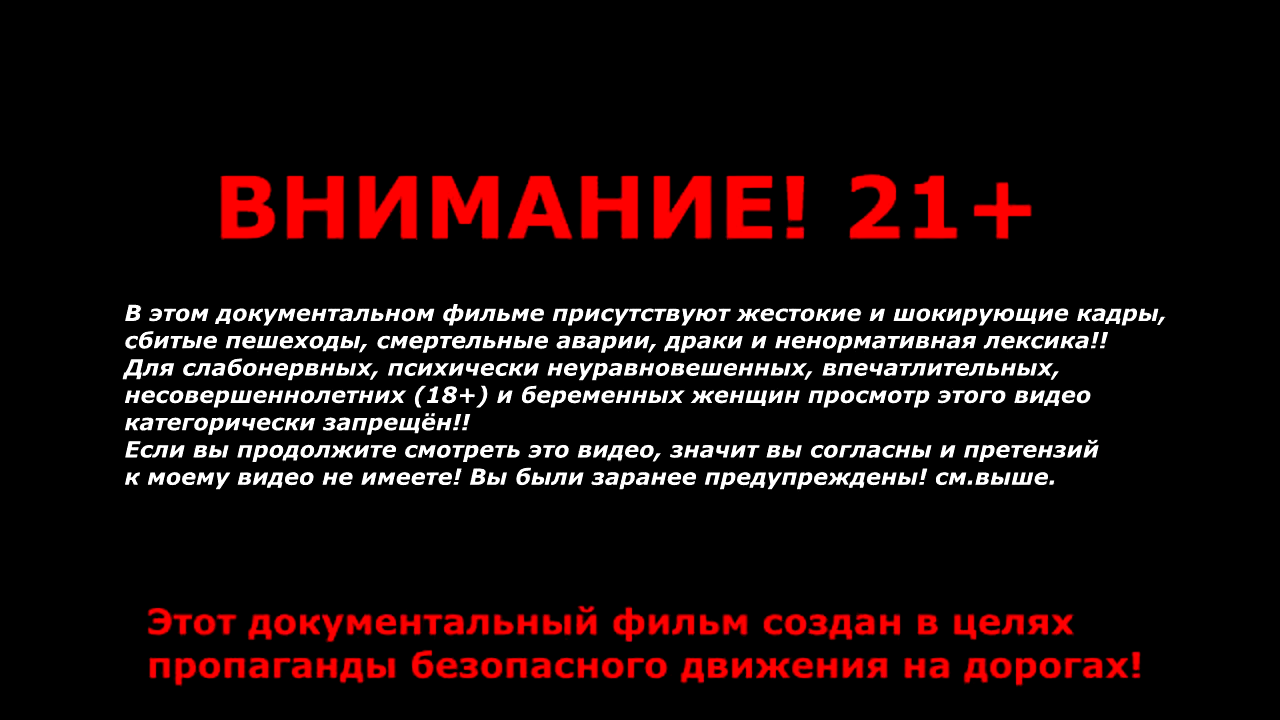 ВНИМАНИЕ! 21+
В этом документальном фильме присутствуют жестокие и шокирующие кадры,
сбитые пешеходы, смертельные аварии, драки и ненормативная лексика!!
Для слабонервных, психически неуравновешенных, впечатлительных,
несовершеннолетних (18+) и беременных женщин просмотр этого видео
категорически запрещён!!
Если вы продолжите смотреть это видео, значит вы согласны и претензий
к моему видео не имеете! Вы были заранее предупреждены! см.выше.
Этот документальный фильм создан в целях
пропаганды безопасного движения на дорогах!